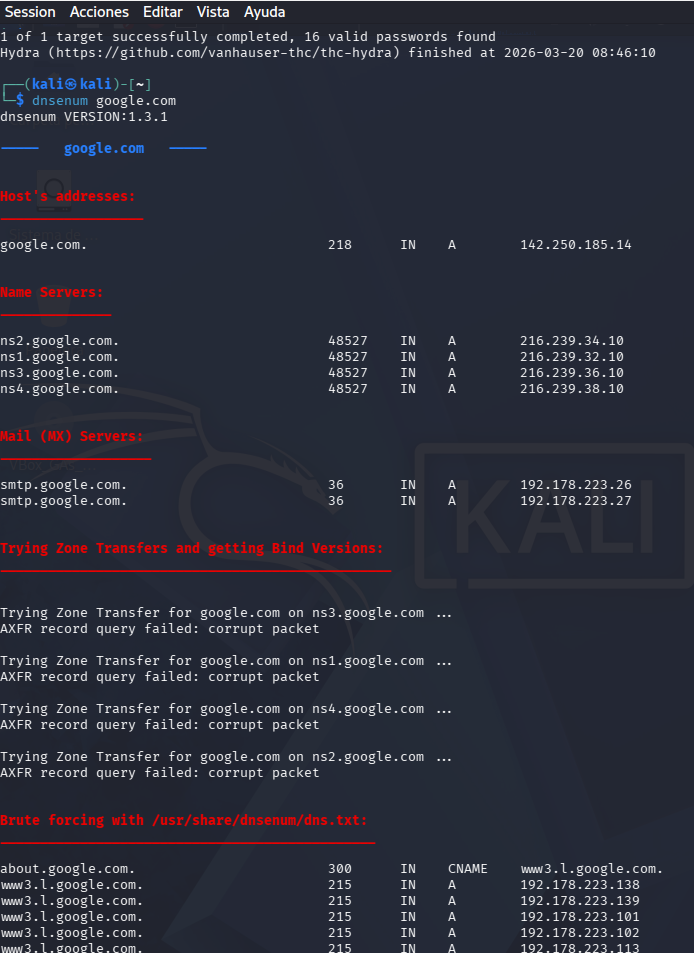 Session Acciones Editar Vista Ayuda
1 of 1 target successfully completed, 16 valid passwords found
Hydra (https://github.com/vanhauser-thc/thc-hydra) finished at 2026-03-20 08:46:10
┌──(kali㉿kali)-[~]
└─$ dnsenum google.com
dnsenum VERSION:1.3.1
----- google.com -----
Host's addresses:
google.com. 218 IN A 142.250.185.14
Name Servers:
ns2.google.com. 48527 IN A 216.239.34.10
ns1.google.com. 48527 IN A 216.239.32.10
ns3.google.com. 48527 IN A 216.239.36.10
ns4.google.com. 48527 IN A 216.239.38.10
Mail (MX) Servers:
smtp.google.com. 36 IN A 192.178.223.26
smtp.google.com. 36 IN A 192.178.223.27
KALI
Trying Zone Transfers and getting Bind Versions:
Trying Zone Transfer for google.com on ns3.google.com ...
AXFR record query failed: corrupt packet
Trying Zone Transfer for google.com on ns1.google.com ...
AXFR record query failed: corrupt packet
Trying Zone Transfer for google.com on ns4.google.com ...
AXFR record query failed: corrupt packet
Trying Zone Transfer for google.com on ns2.google.com ...
AXFR record query failed: corrupt packet
Brute forcing with /usr/share/dnsenum/dns.txt:
about.google.com. 300 IN CNAME www3.l.google.com.
www3.l.google.com. 215 IN A 192.178.223.138
www3.l.google.com. 215 IN A 192.178.223.139
www3.l.google.com. 215 IN A 192.178.223.101
www3.l.google.com. 215 IN A 192.178.223.102
www3.l.google.com. 215 IN A 192.178.223.113